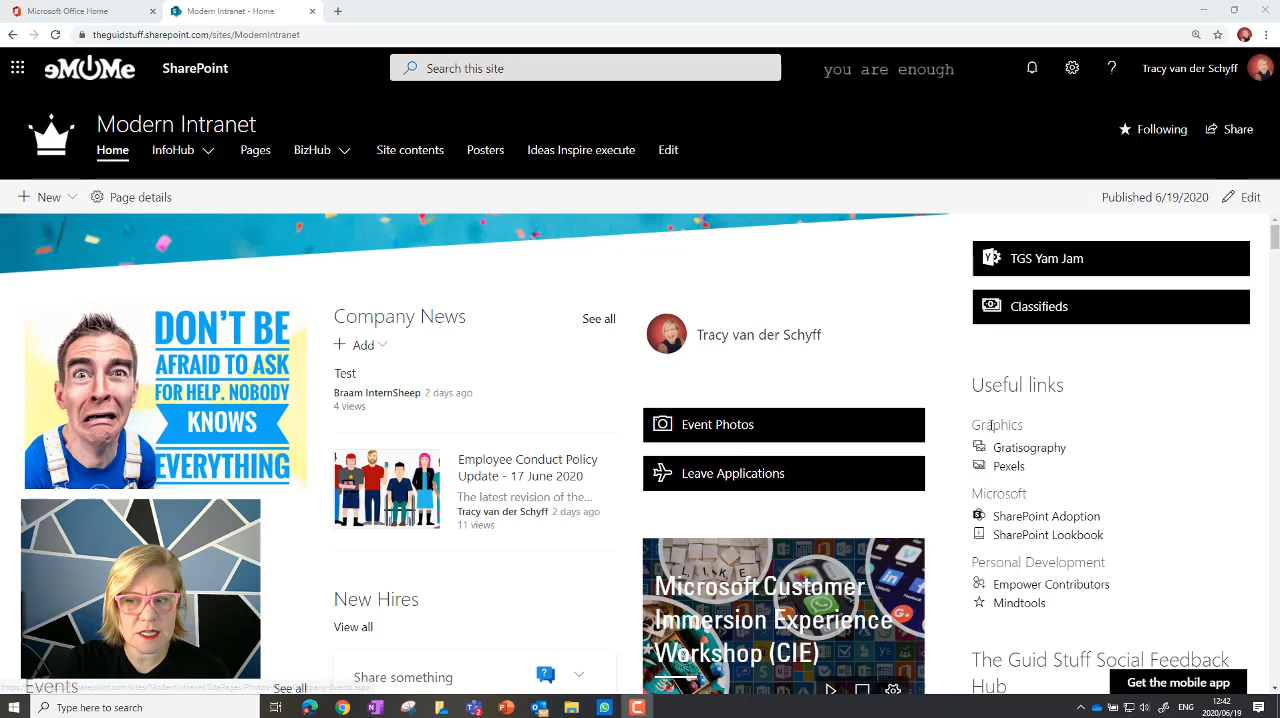 Microsoft Office Home
Modern Intranet - Home
theguidstuff.sharepoint.com/sites/ModernIntranet
eMoMe
SharePoint
Search this site
you are enough
Tracy van der Schyff
Modern Intranet
Following
Share
Home
InfoHub
Pages
BizHub
Site contents
Posters
Ideas Inspire execute
Edit
New
Page details
Published 6/19/2020
Edit
DON'T BE
AFRAID TO ASK
FOR HELP. NOBODY
KNOWS
EVERYTHING
Events
See all
Company News
See all
Add
Test
Braam InternSheep 2 days ago
4 views
Employee Conduct Policy
Update - 17 June 2020
The latest revision of the...
Tracy van der Schyff 2 days ago
11 views
New Hires
View all
Share something
Tracy van der Schyff
Event Photos
Leave Applications
Microsoft Customer
Immersion Experience
Workshop (CIE)
TGS Yam Jam
Classifieds
Useful links
Graphics
Gratisography
Pexels
Microsoft
SharePoint Adoption
SharePoint Lookbook
Personal Development
Empower Contributors
Mindtools
The Guid Stuff Social Feedback
Hub
Get the mobile app
Type here to search
ENG
12:42
2020/06/19